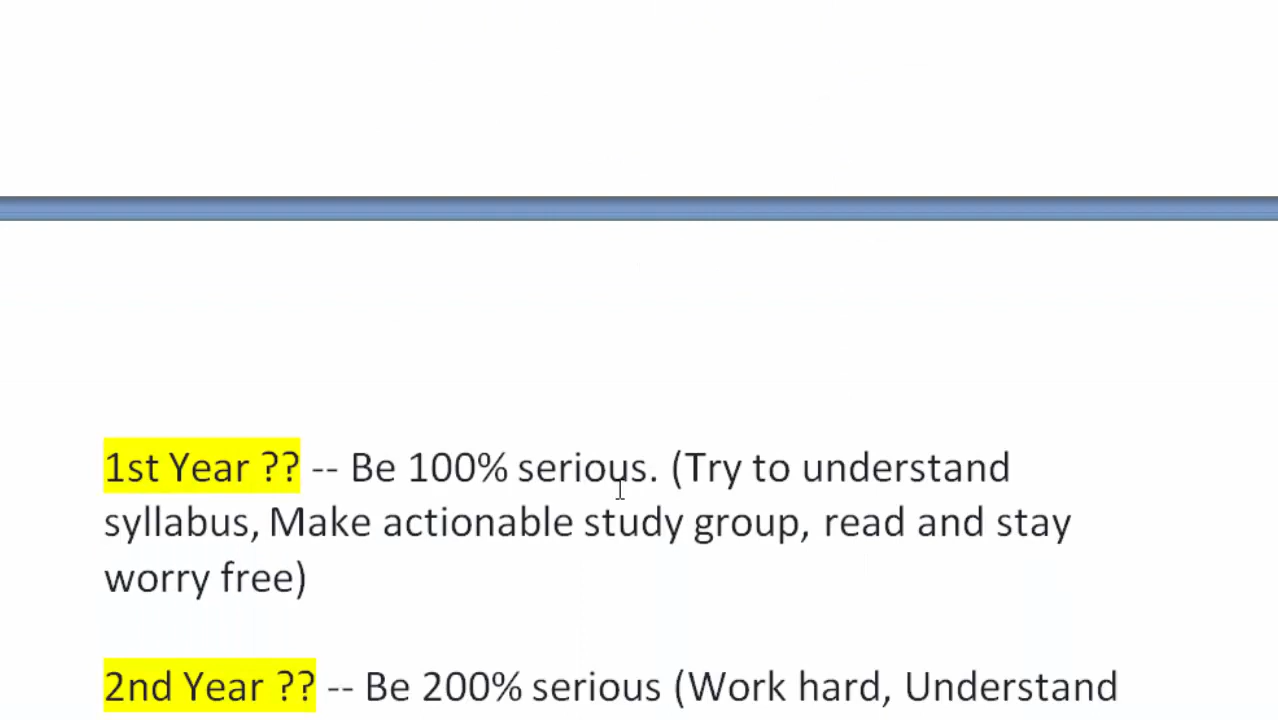 1st Year ?? -- Be 100% serious. (Try to understand
syllabus, Make actionable study group, read and stay
worry free)
2nd Year ?? -- Be 200% serious (Work hard, Understand